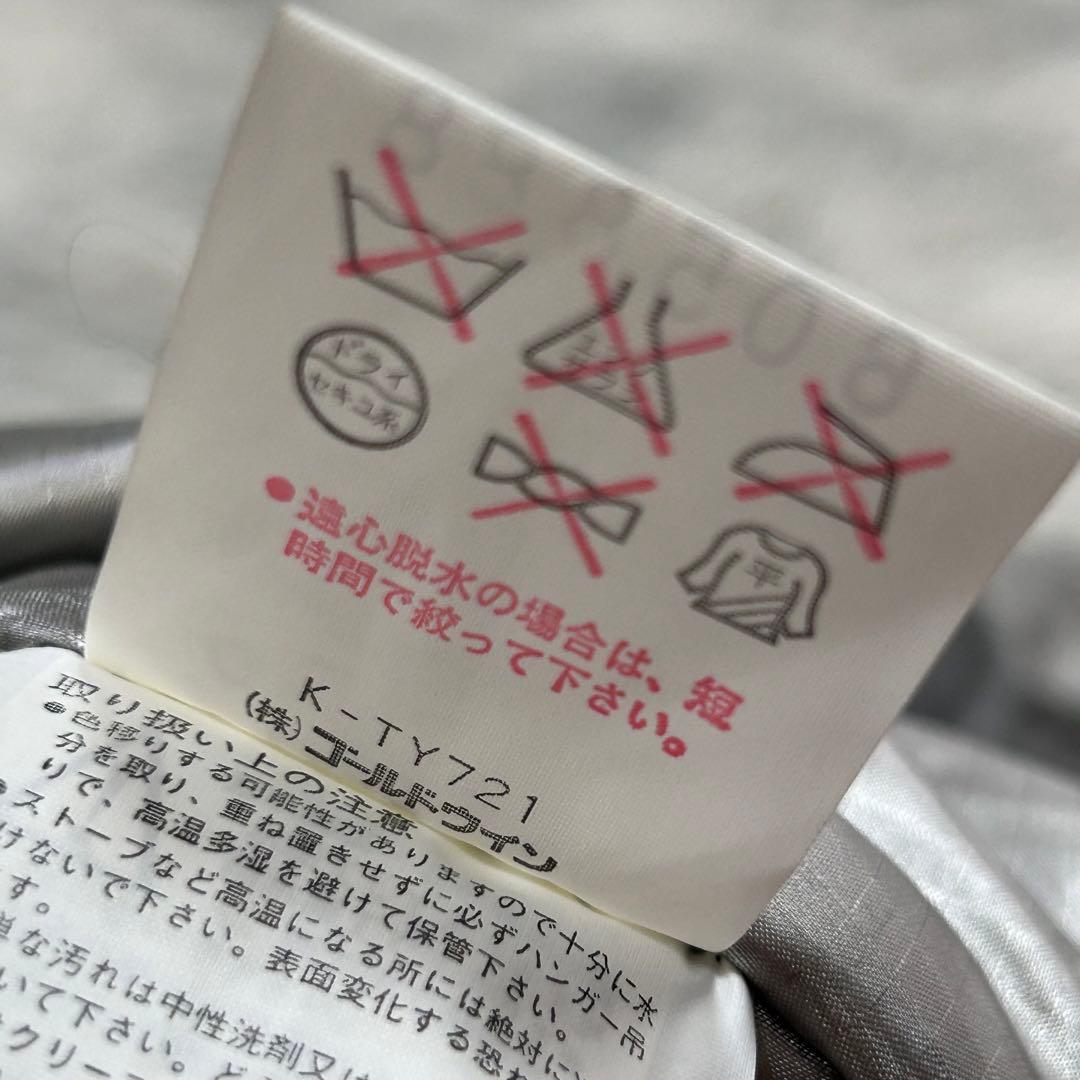 エンソ
サラシ
ドライ
セキユ系
平
●遠心脱水の場合は、短
時間で絞って下さい。
K-TY721
(株)ゴールドウイン
取り扱い上の注意
●色移りする可能性がありますので十分に水
分を取り、重ね置きせずに必ずハンガー吊
りで、高温多湿を避けて保管下さい。
●ストーブなど高温になる所には絶対に
けないで下さい。表面変化する恐れ
す。
単な汚れは中性洗剤又は
いて下さい。
クリー